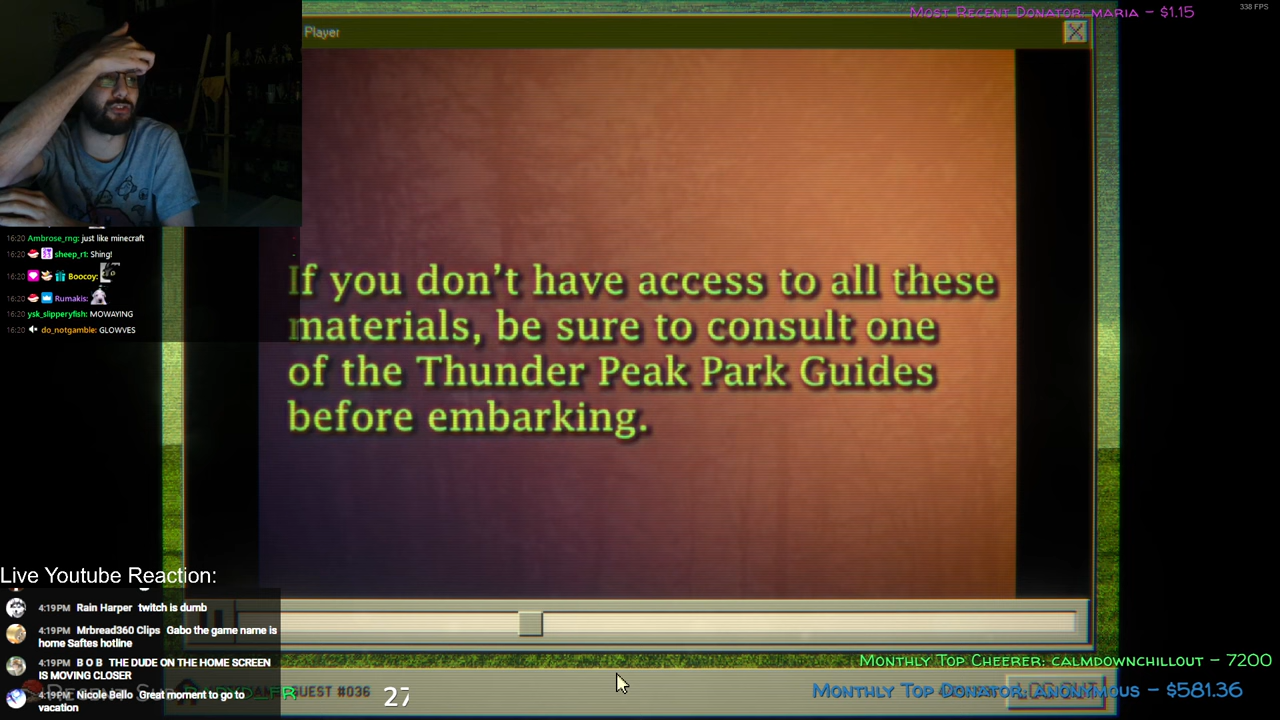 Most Recent Donator: maria - $1.15
338 FPS
Player
16:20 Ambrose_rng: just like minecraft
16:20 sheep_r1: Shing!
16:20 Boocoy:
16:20 Rumakis:
ysk_slipperyfish: MOWAYING
16:20 do_notgamble: GLOWVES
If you don't have access to all these
materials, be sure to consult one
of the Thunder Peak Park Guides
before embarking.
Live Youtube Reaction:
4:19PM Rain Harper twitch is dumb
4:19PM Mrbread360 Clips Gabo the game name is
home Saftes hotline
4:19PM B O B THE DUDE ON THE HOME SCREEN
IS MOVING CLOSER
4:19PM Nicole Bello Great moment to go to
vacation
GUEST #036
27
Monthly Top Cheerer: calmdownchillout - 7200
Monthly Top Donator: anonymous - $581.36